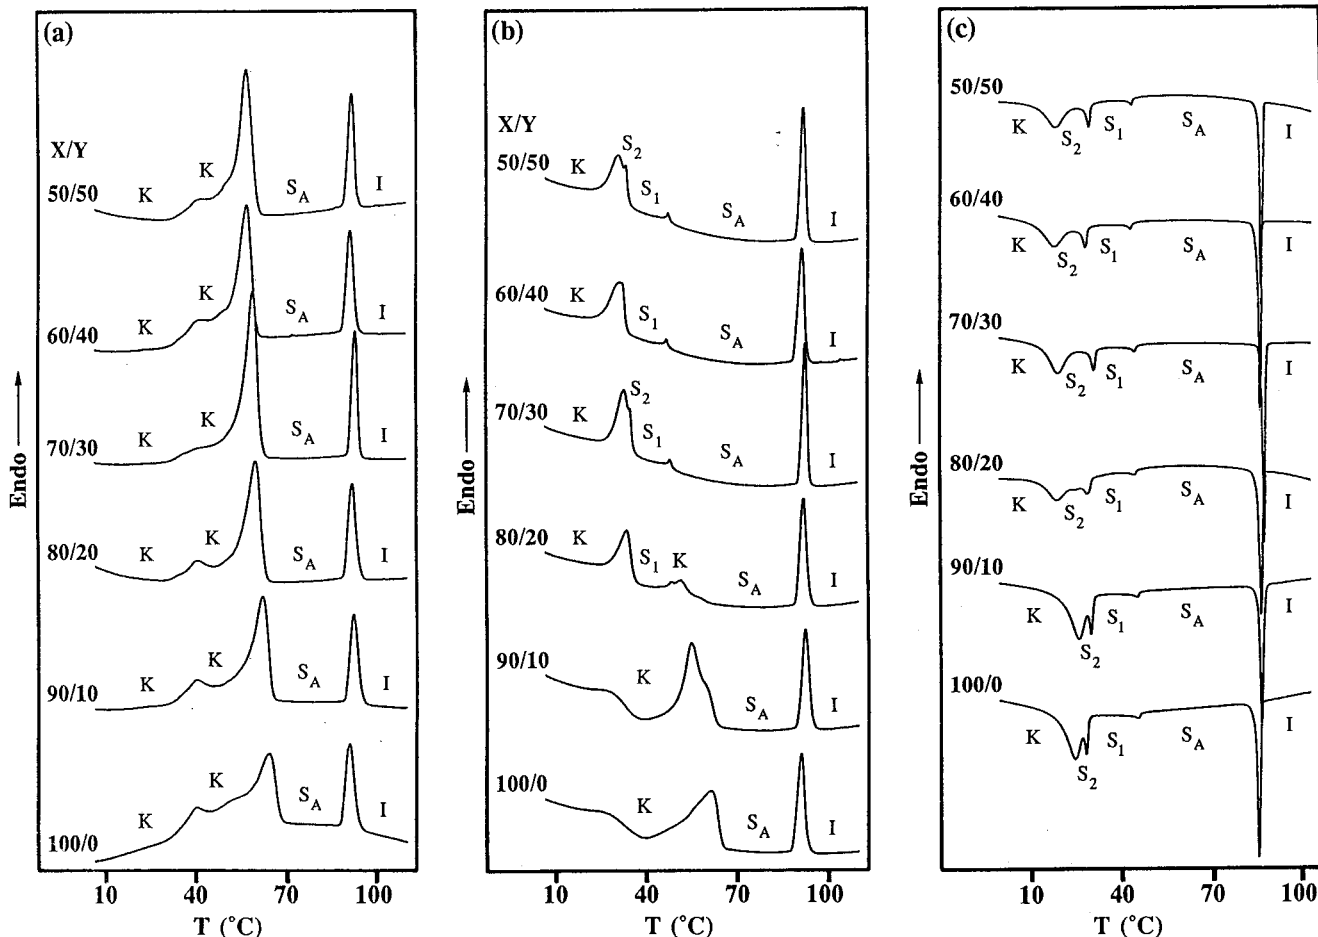 (a)
X/Y
50/50 K K S_A I
60/40 K K S_A I
70/30 K K S_A I
80/20 K K S_A I
90/10 K K S_A I
100/0 K K S_A I
Endo
10 40 70 100
T (°C)
(b)
X/Y
50/50 K S_2 S_1 S_A I
60/40 K S_1 S_A I
70/30 K S_2 S_1 S_A I
80/20 K S_1 K S_A I
90/10 K S_A I
100/0 K S_A I
Endo
10 40 70 100
T (°C)
(c)
50/50 K S_2 S_1 S_A I
60/40 K S_2 S_1 S_A I
70/30 K S_2 S_1 S_A I
80/20 K S_2 S_1 S_A I
90/10 K S_2 S_1 S_A I
100/0 K S_2 S_1 S_A I
Endo
10 40 70 100
T (°C)